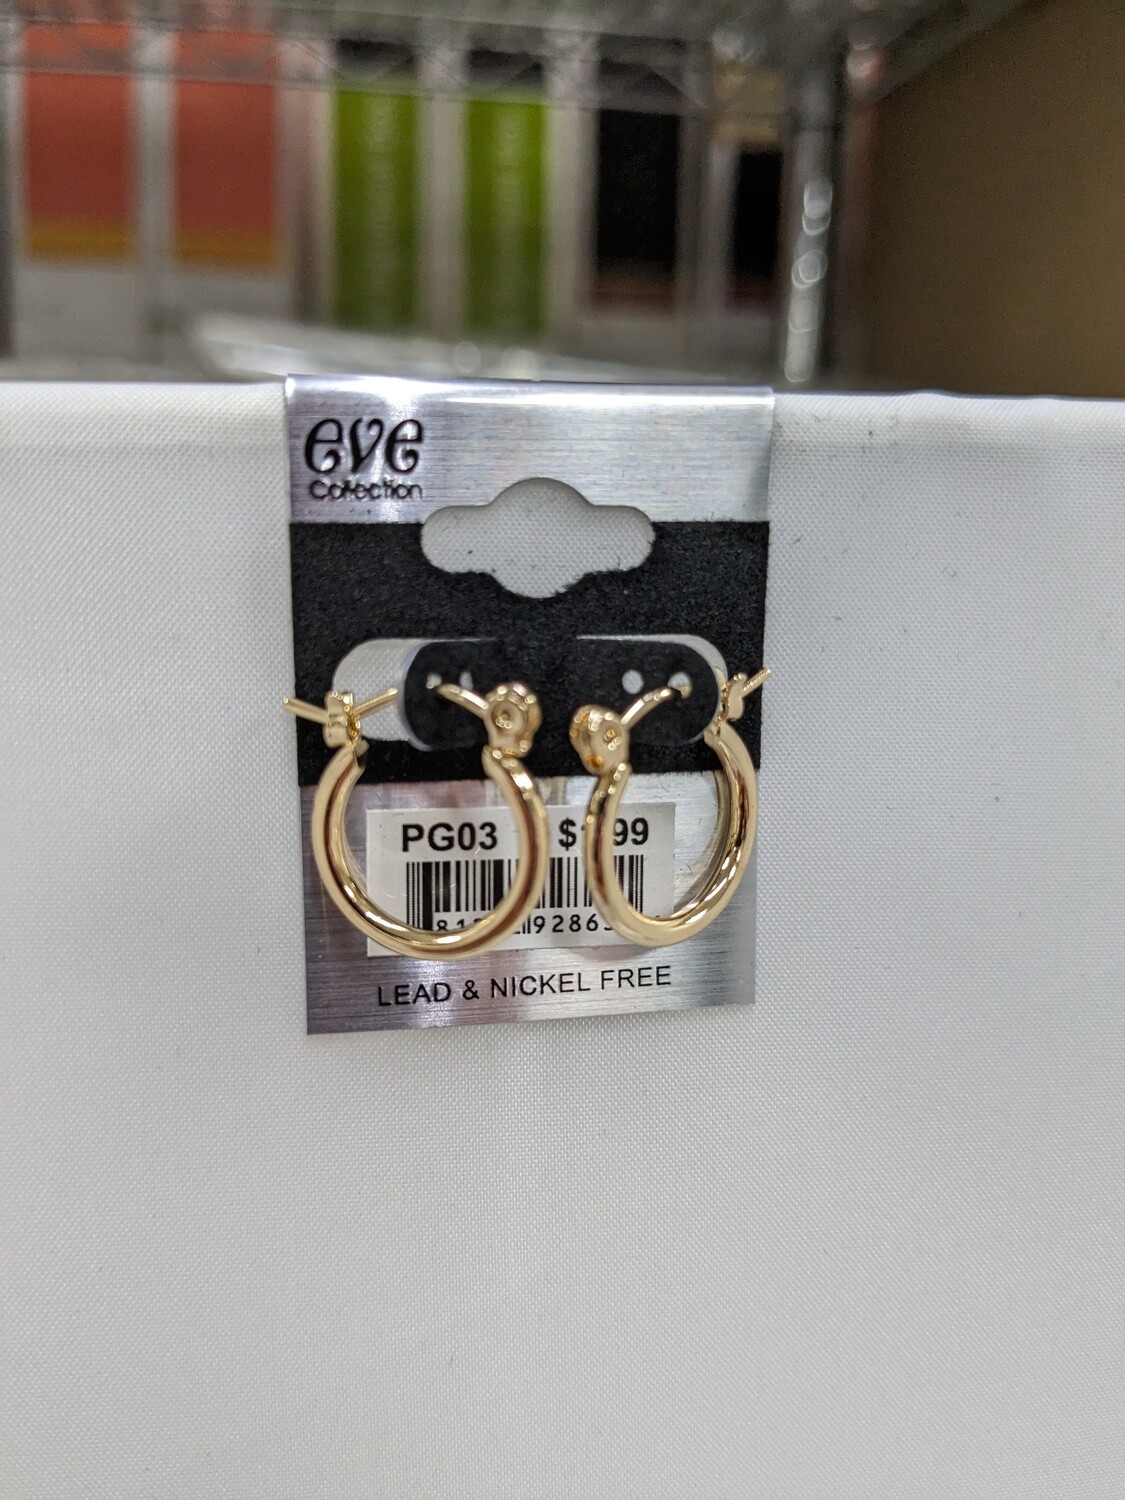 eve
Collection
PG03
LEAD & NICKEL FREE